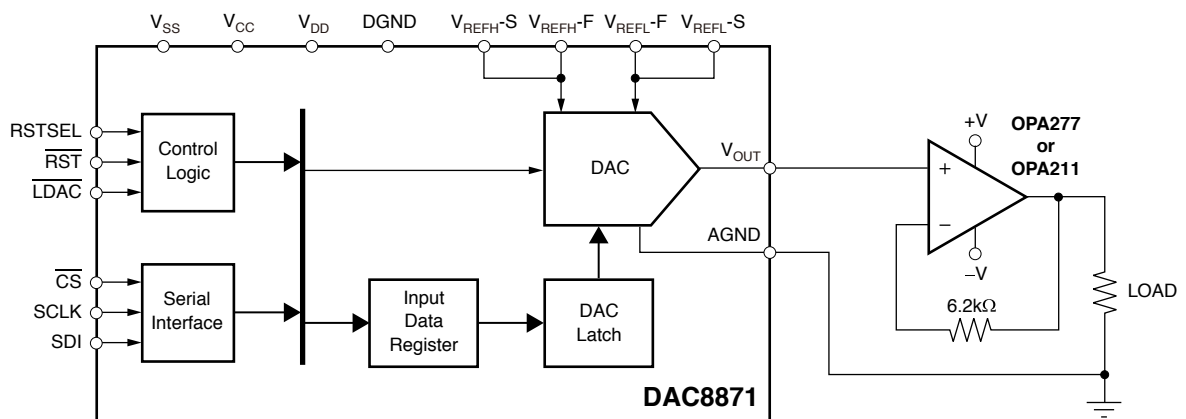 VSS VCC VDD DGND VREFH-S VREFH-F VREFL-F VREFL-S
RSTSEL
RST
LDAC
Control
Logic
DAC
VOUT
AGND
+V
OPA277
or
OPA211
+
−
−V
6.2kΩ
LOAD
CS
SCLK
SDI
Serial
Interface
Input
Data
Register
DAC
Latch
DAC8871